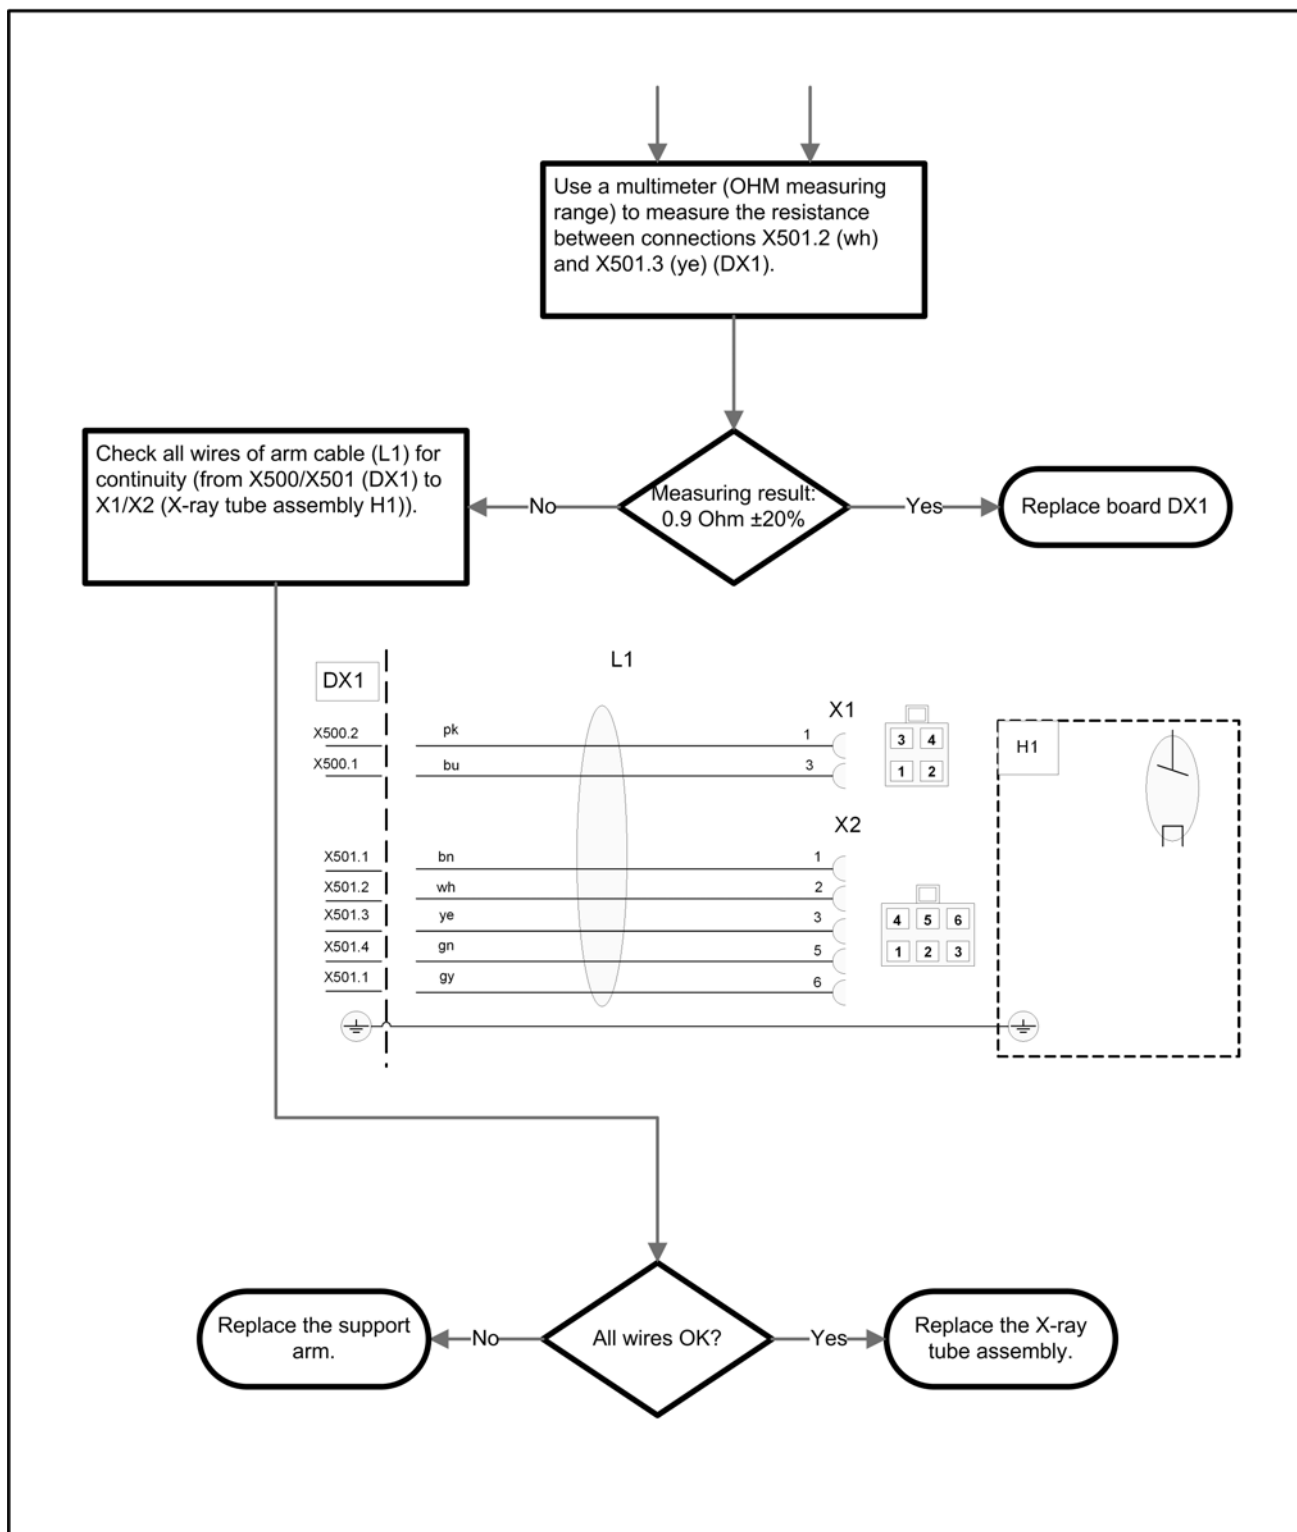 Use a multimeter (OHM measuring
range) to measure the resistance
between connections X501.2 (wh)
and X501.3 (ye) (DX1).
Check all wires of arm cable (L1) for
continuity (from X500/X501 (DX1) to
X1/X2 (X-ray tube assembly H1)).
No
Measuring result:
0.9 Ohm ±20%
Yes
Replace board DX1
L1
DX1
X1
X500.2 pk 1
X500.1 bu 3
3 4
1 2
H1
X2
X501.1 bn 1
X501.2 wh 2
X501.3 ye 3
X501.4 gn 5
X501.1 gy 6
4 5 6
1 2 3
Replace the support
arm.
No
All wires OK?
Yes
Replace the X-ray
tube assembly.